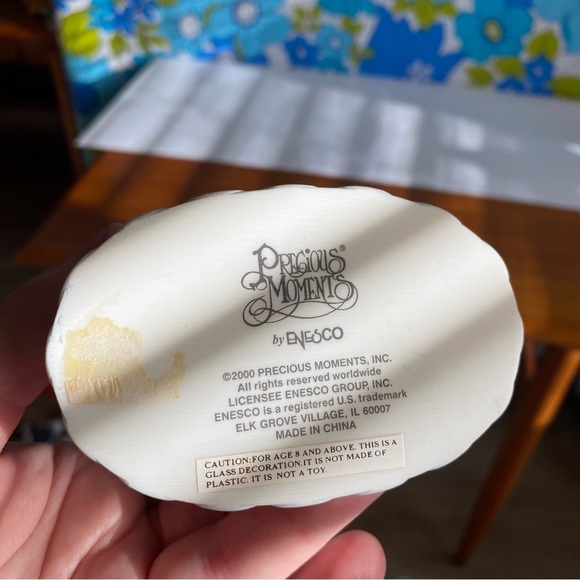 PRECIOUS®
MOMENTS
by ENESCO
©2000 PRECIOUS MOMENTS, INC.
All rights reserved worldwide
LICENSEE ENESCO GROUP, INC.
ENESCO is a registered U.S. trademark
ELK GROVE VILLAGE, IL 60007
MADE IN CHINA
CAUTION:FOR AGE 8 AND ABOVE. THIS IS A
GLASS DECORATION.IT IS NOT MADE OF
PLASTIC. IT IS NOT A TOY.